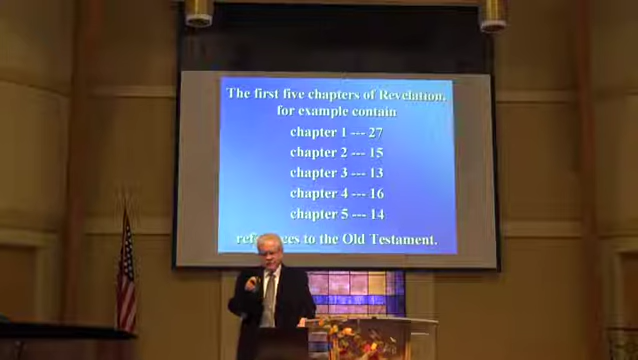 The first five chapters of Revelation,
for example contain
chapter 1 --- 27
chapter 2 --- 15
chapter 3 --- 13
chapter 4 --- 16
chapter 5 --- 14
references to the Old Testament.